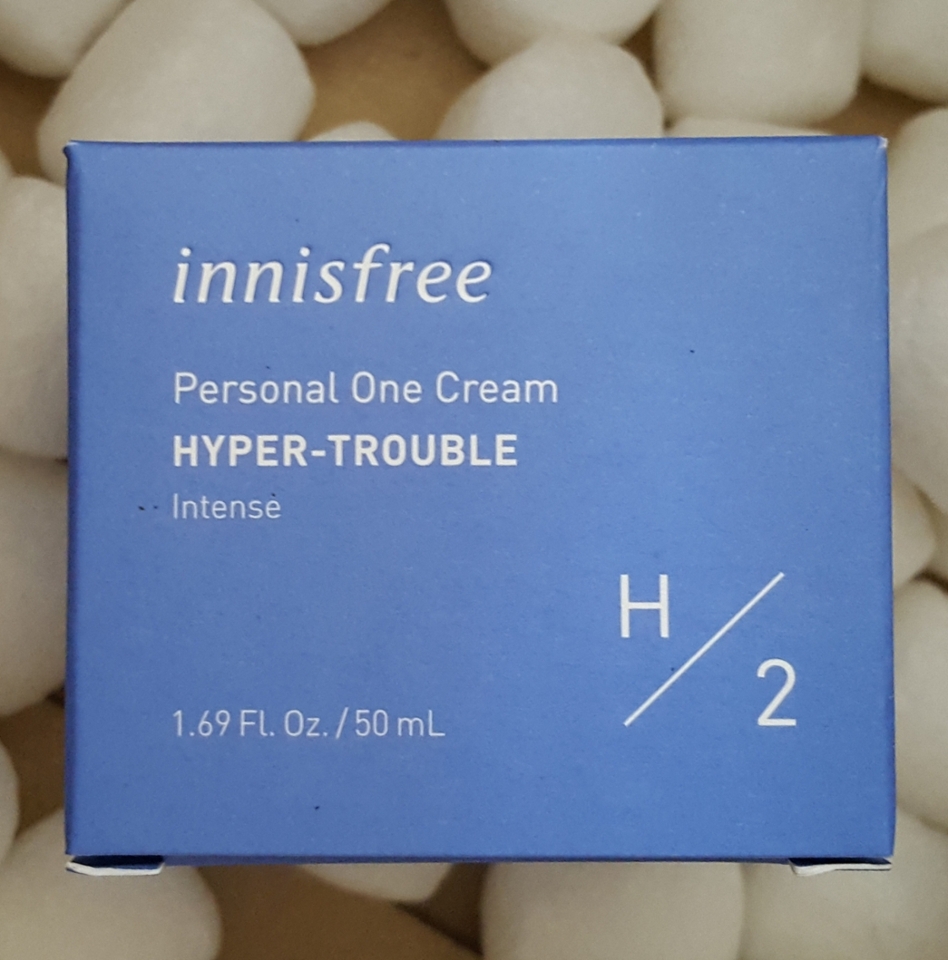 innisfree
Personal One Cream
HYPER-TROUBLE
Intense
H/2
1.69 Fl. Oz. / 50 mL